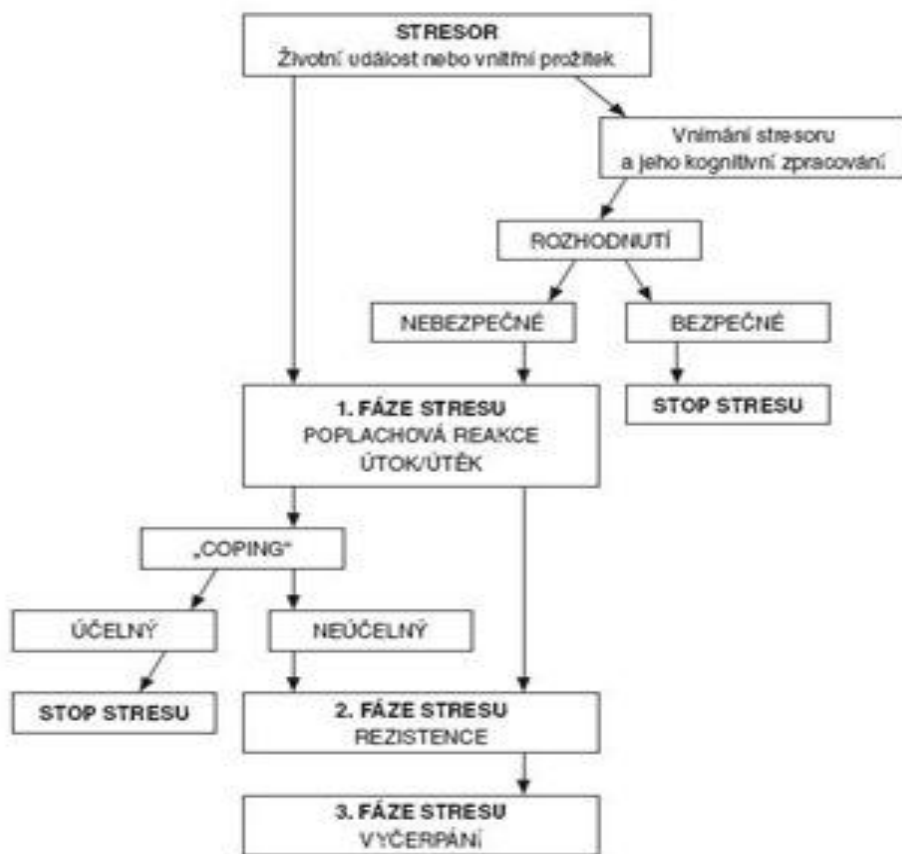 STRESOR
Životní událost nebo vnitřní prožitek
Vnímání stresoru
a jeho kognitivní zpracování
ROZHODNUTÍ
NEBEZPEČNÉ
BEZPEČNÉ
1. FÁZE STRESU
POPLACHOVÁ REAKCE
ÚTOK/ÚTĚK
STOP STRESU
„COPING“
ÚČELNÝ
NEÚČELNÝ
STOP STRESU
2. FÁZE STRESU
REZISTENCE
3. FÁZE STRESU
VYČERPÁNÍ